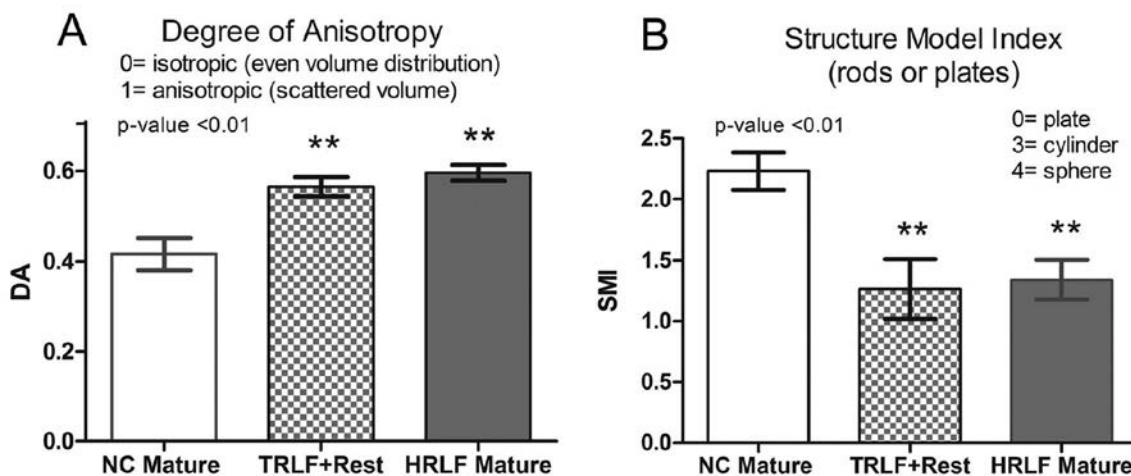 A
Degree of Anisotropy
0= isotropic (even volume distribution)
1= anisotropic (scattered volume)
p-value <0.01
**
**
DA
0.6
0.4
0.2
0.0
NC Mature
TRLF+Rest
HRLF Mature
B
Structure Model Index
(rods or plates)
p-value <0.01
0= plate
3= cylinder
4= sphere
**
**
SMI
2.5
2.0
1.5
1.0
0.5
0.0
NC Mature
TRLF+Rest
HRLF Mature